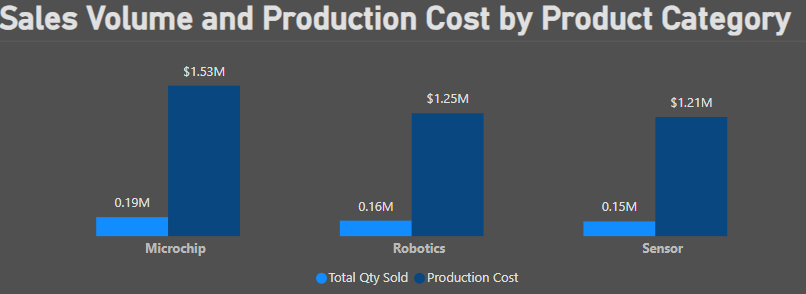 Sales Volume and Production Cost by Product Category
$1.53M
$1.25M
$1.21M
0.19M
0.16M
0.15M
Microchip
Robotics
Sensor
Total Qty Sold
Production Cost